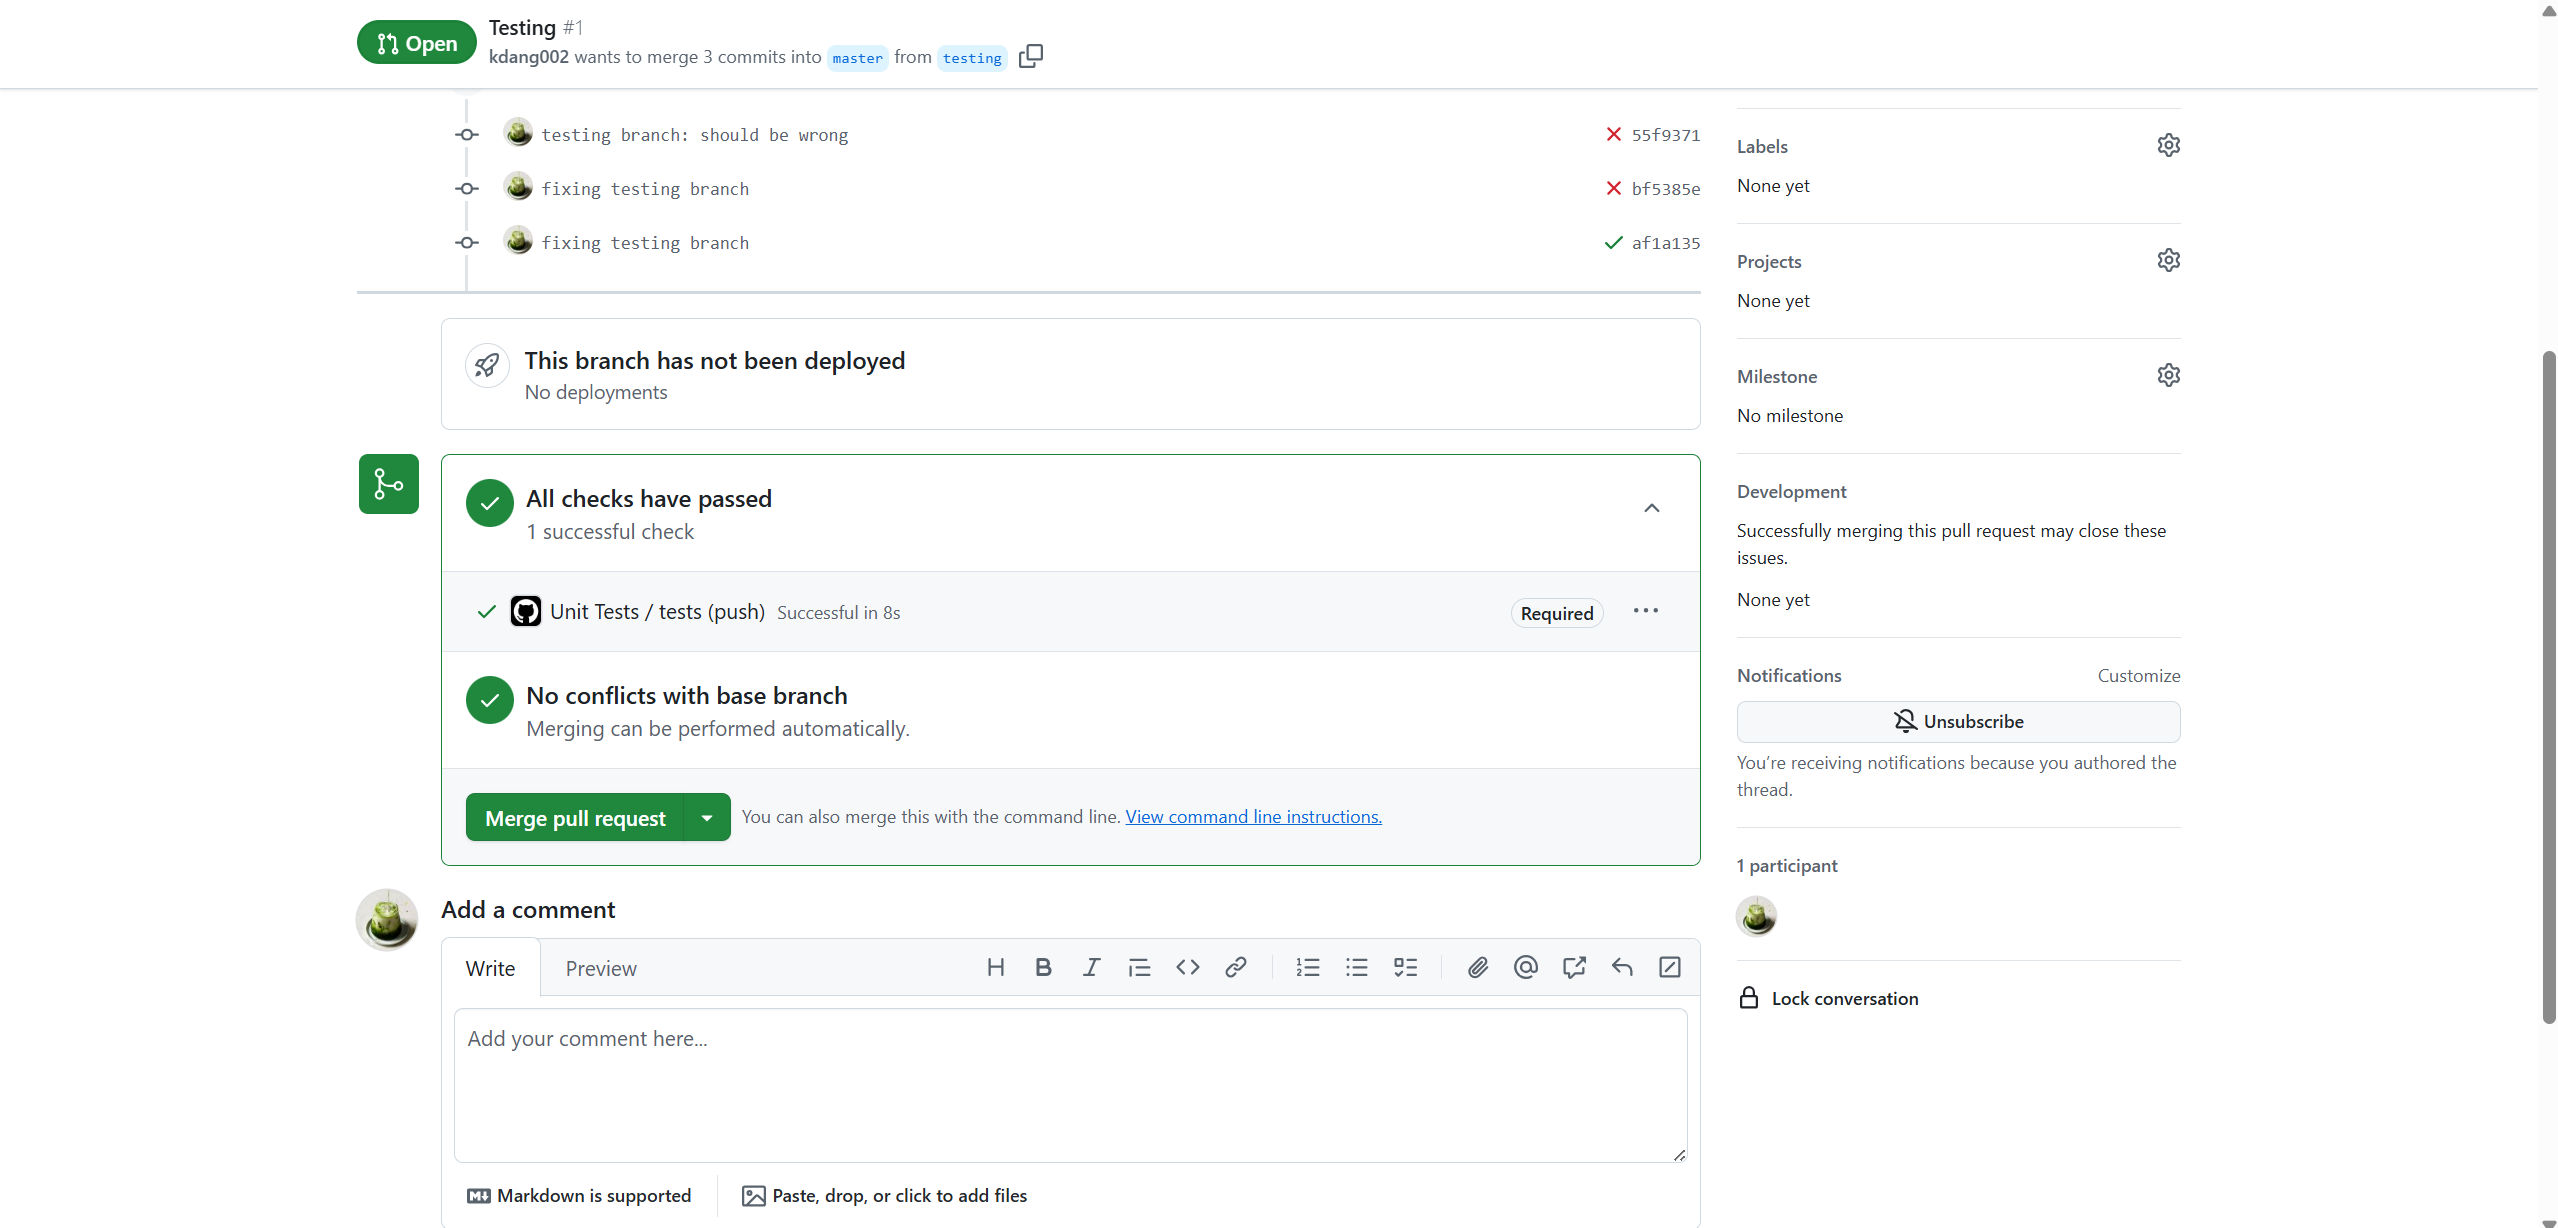 Open
Testing #1
kdang002 wants to merge 3 commits into master from testing
testing branch: should be wrong
55f9371
fixing testing branch
bf5385e
fixing testing branch
af1a135
This branch has not been deployed
No deployments
All checks have passed
1 successful check
Unit Tests / tests (push) Successful in 8s
Required
No conflicts with base branch
Merging can be performed automatically.
Merge pull request
You can also merge this with the command line. View command line instructions.
Add a comment
Write
Preview
Add your comment here...
Markdown is supported
Paste, drop, or click to add files
Labels
None yet
Projects
None yet
Milestone
No milestone
Development
Successfully merging this pull request may close these
issues.
None yet
Notifications
Customize
Unsubscribe
You’re receiving notifications because you authored the
thread.
1 participant
Lock conversation